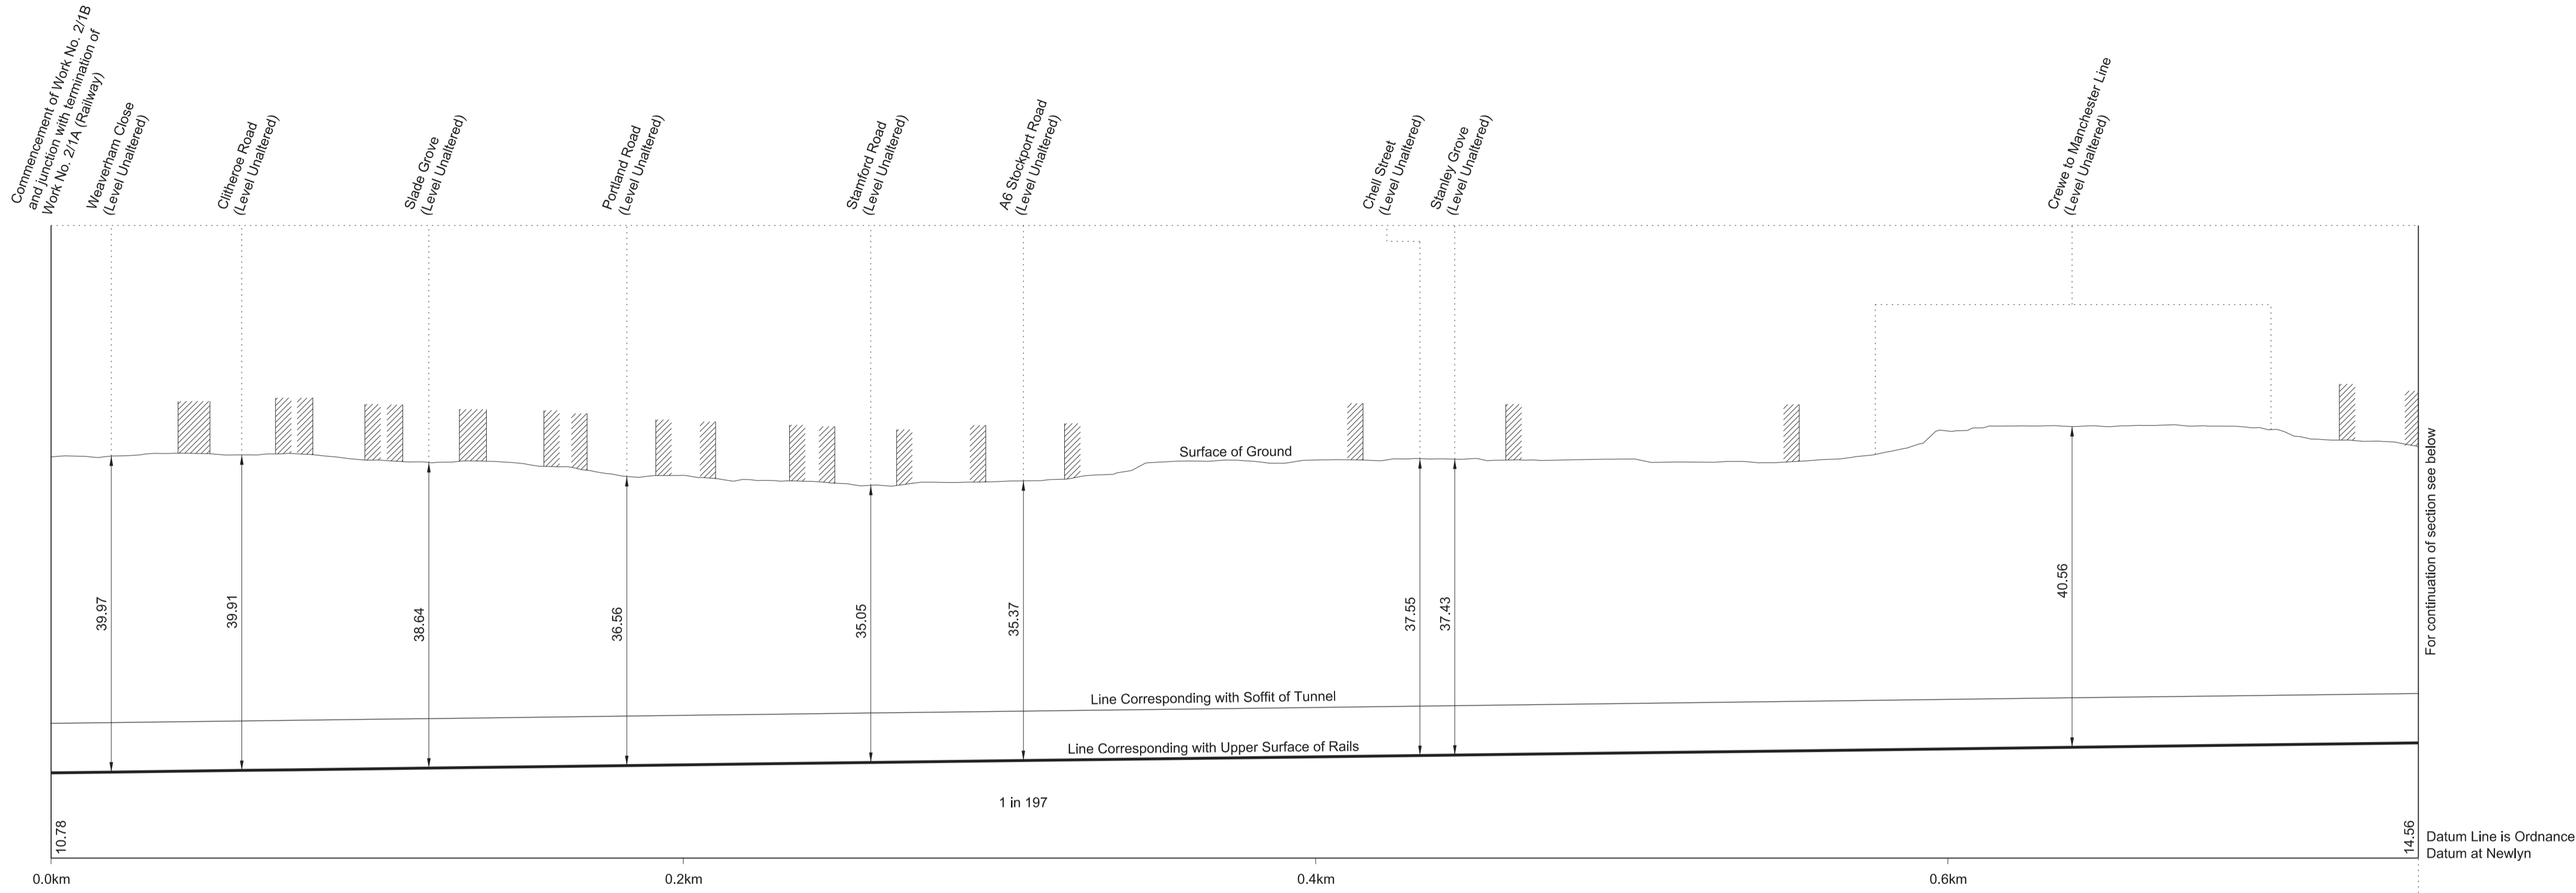 Commencement of Work No. 2/1B
and junction with termination of
Work No. 2/1A (Railway)
Weaverham Close
(Level Unaltered)
Clitheroe Road
(Level Unaltered)
Slade Grove
(Level Unaltered)
Portland Road
(Level Unaltered)
Stamford Road
(Level Unaltered)
A6 Stockport Road
(Level Unaltered)
Chell Street
(Level Unaltered)
Stanley Grove
(Level Unaltered)
Crewe to Manchester Line
(Level Unaltered)
Surface of Ground
39.97
39.91
38.64
36.56
35.05
35.37
37.55
37.43
40.56
For continuation of section see below
Line Corresponding with Soffit of Tunnel
Line Corresponding with Upper Surface of Rails
1 in 197
10.78
14.56
Datum Line is Ordnance
Datum at Newlyn
0.0km
0.2km
0.4km
0.6km